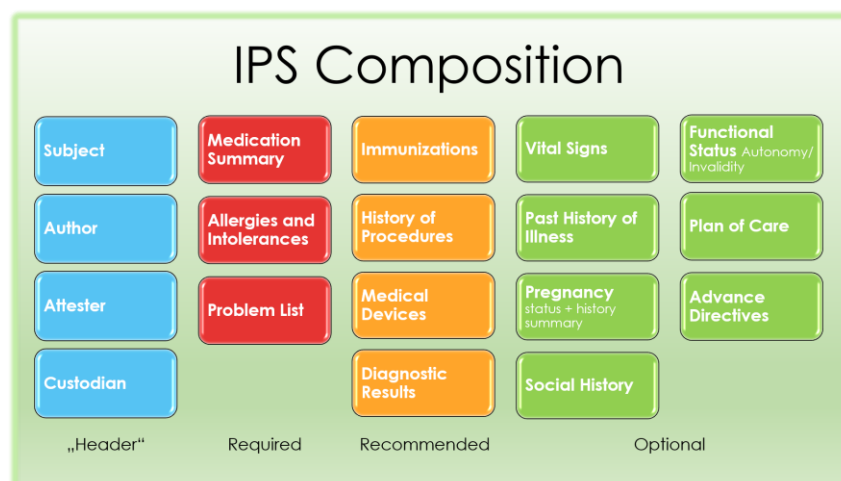 IPS Composition
Subject
Author
Attester
Custodian
„Header“
Medication
Summary
Allergies and
Intolerances
Problem List
Required
Immunizations
History of
Procedures
Medical
Devices
Diagnostic
Results
Recommended
Vital Signs
Past History of
Illness
Pregnancy
status + history
summary
Social History
Functional
Status Autonomy/
Invalidity
Plan of Care
Advance
Directives
Optional